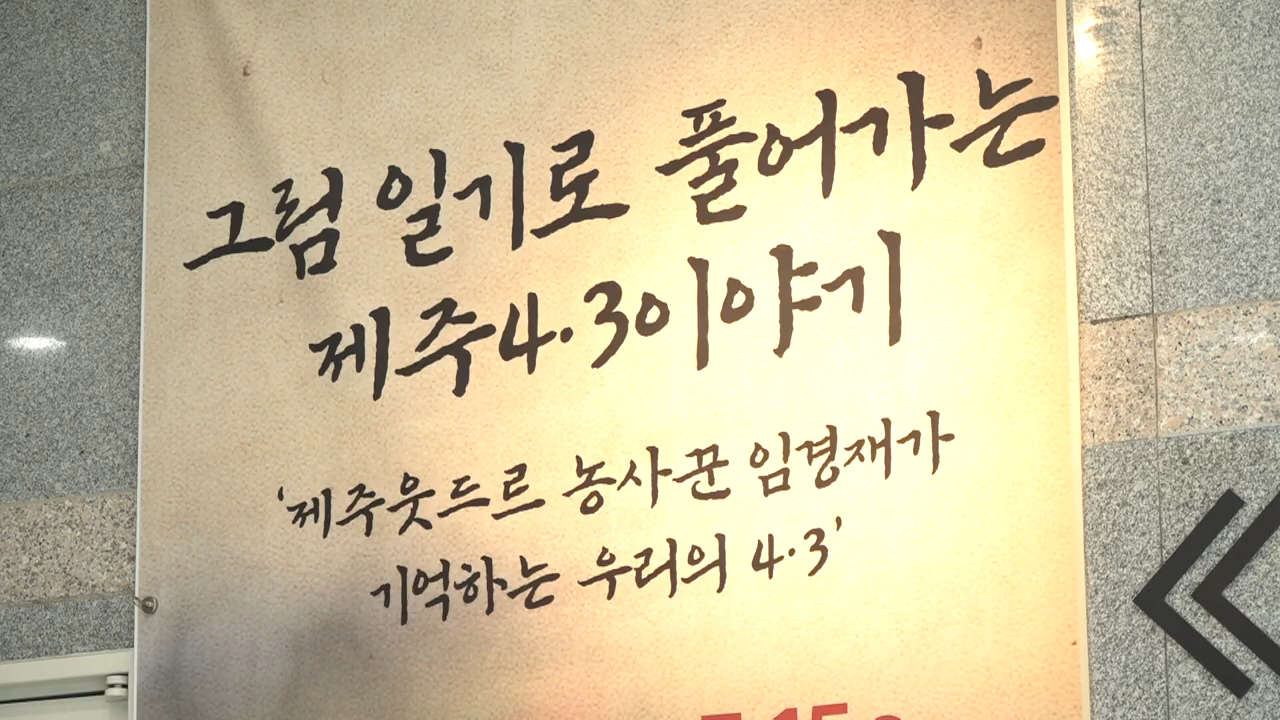 그림 일기로 풀어가는
제주4·3이야기
'제주웃드르 농사꾼 임경재가
기억하는 우리의 4·3'